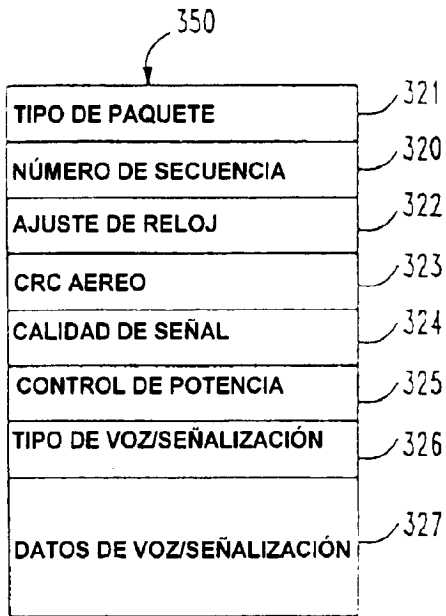 350
TIPO DE PAQUETE 321
NÚMERO DE SECUENCIA 320
AJUSTE DE RELOJ 322
CRC AEREO 323
CALIDAD DE SEÑAL 324
CONTROL DE POTENCIA 325
TIPO DE VOZ/SEÑALIZACIÓN 326
DATOS DE VOZ/SEÑALIZACIÓN 327